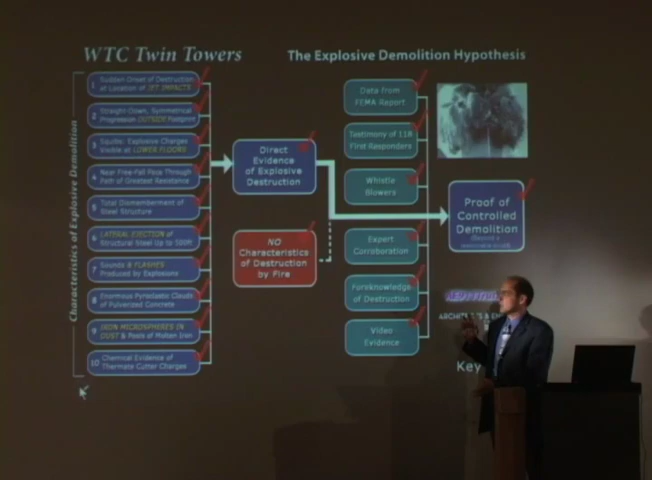 WTC Twin Towers
The Explosive Demolition Hypothesis
Characteristics of Explosive Demolition
1 Sudden Onset of Destruction
at Location of JET IMPACTS
2 Straight-Down, Symmetrical
Progression OUTSIDE Footprint
3 Squibs: Explosive Charges
Visible at LOWER FLOORS
4 Near Free-Fall Pace Through
Path of Greatest Resistance
5 Total Dismemberment of
Steel Structure
6 LATERAL EJECTION of
Structural Steel Up to 500ft
7 Sounds & FLASHES
Produced by Explosions
8 Enormous Pyroclastic Clouds
of Pulverized Concrete
9 IRON MICROSPHERES IN
DUST & Pools of Molten Iron
10 Chemical Evidence of
Thermate Cutter Charges
Direct
Evidence
of Explosive
Destruction
NO
Characteristics
of Destruction
by Fire
Data from
FEMA Report
Testimony of 118
First Responders
Whistle
Blowers
Expert
Corroboration
Foreknowledge
of Destruction
Video
Evidence
Proof of
Controlled
Demolition
ARCHITECTS & EN
Key